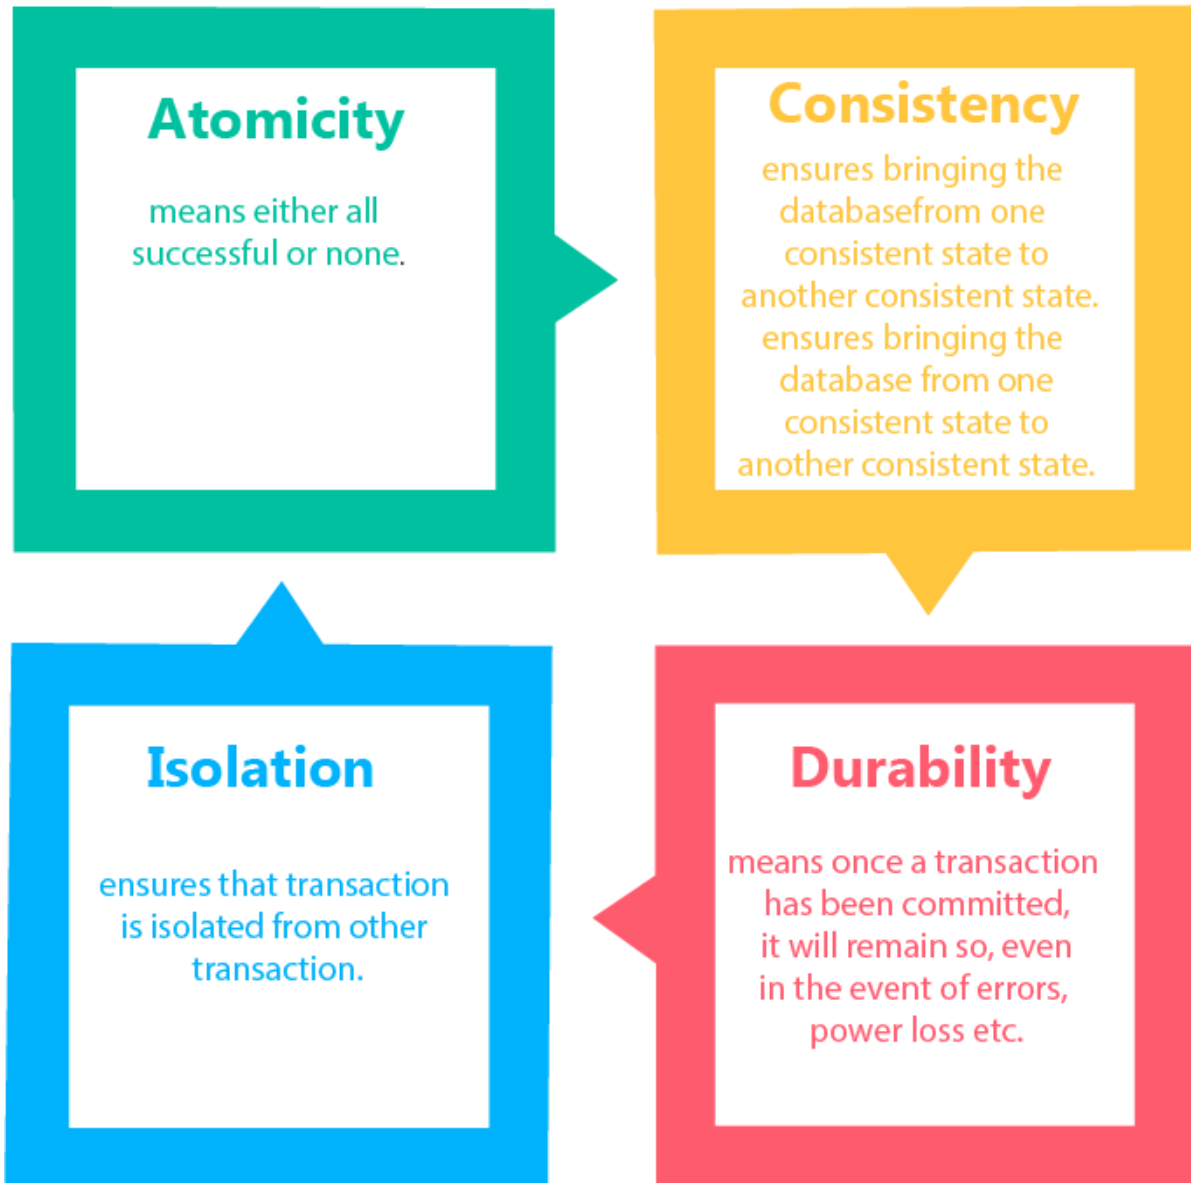 Atomicity
means either all
successful or none.
Consistency
ensures bringing the
databasefrom one
consistent state to
another consistent state.
ensures bringing the
database from one
consistent state to
another consistent state.
Isolation
ensures that transaction
is isolated from other
transaction.
Durability
means once a transaction
has been committed,
it will remain so, even
in the event of errors,
power loss etc.